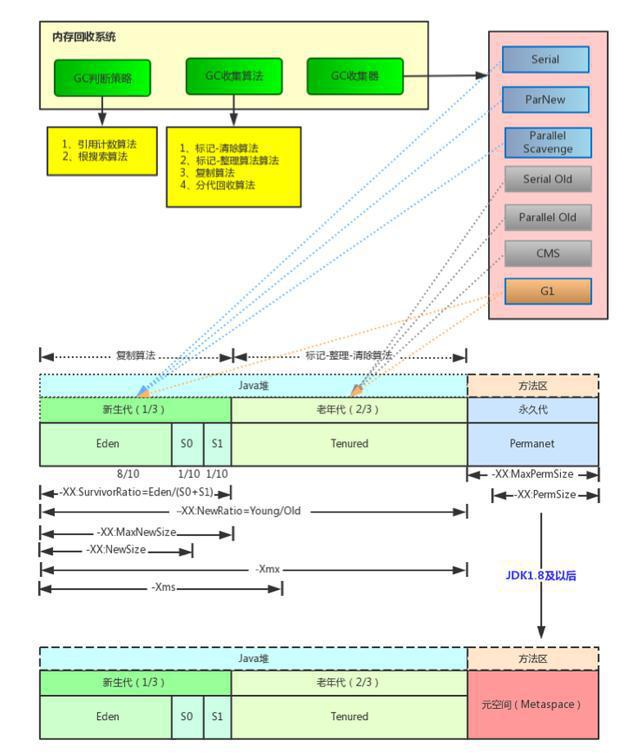 内存回收系统
GC判断策略
GC收集算法
GC收集器
1、引用计数算法
2、根搜索算法
1、标记-清除算法
2、标记-整理算法算法
3、复制算法
4、分代回收算法
Serial
ParNew
Parallel
Scavenge
Serial Old
Parallel Old
CMS
G1
复制算法
标记-整理-清除算法
Java堆
方法区
新生代（1/3）
老年代（2/3）
永久代
Eden
S0
S1
Tenured
Permanet
8/10
1/10
1/10
-XX:MaxPermSize
-XX:SurvivorRatio=Eden/(S0+S1)
-XX:PermSize
--XX:NewRatio=Young/Old
-XX:MaxNewSize
-XX:NewSize
-Xmx
-Xms
JDK1.8及以后
Java堆
方法区
新生代（1/3）
老年代（2/3）
元空间（Metaspace）
Eden
S0
S1
Tenured